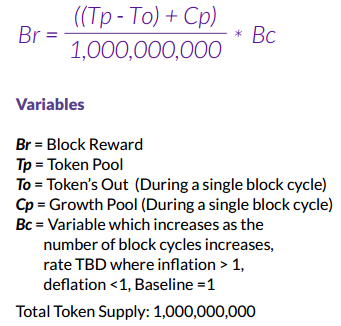 Br = ((Tp - To) + Cp) / 1,000,000,000 * Bc
Variables
Br = Block Reward
Tp = Token Pool
To = Token's Out (During a single block cycle)
Cp = Growth Pool (During a single block cycle)
Bc = Variable which increases as the
number of block cycles increases,
rate TBD where inflation > 1,
deflation <1, Baseline =1
Total Token Supply: 1,000,000,000